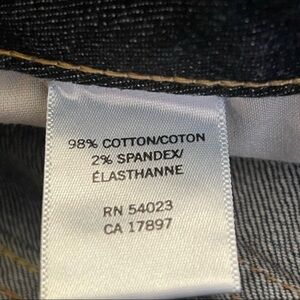 98% COTTON/COTON
2% SPANDEX/
ÉLASTHANNE
RN 54023
CA 17897